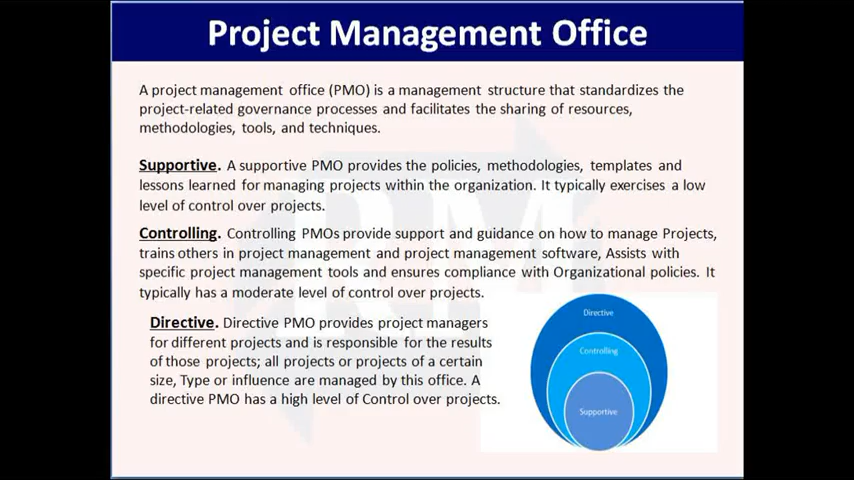 Project Management Office
A project management office (PMO) is a management structure that standardizes the
project-related governance processes and facilitates the sharing of resources,
methodologies, tools, and techniques.
Supportive. A supportive PMO provides the policies, methodologies, templates and
lessons learned for managing projects within the organization. It typically exercises a low
level of control over projects.
Controlling. Controlling PMOs provide support and guidance on how to manage Projects,
trains others in project management and project management software, Assists with
specific project management tools and ensures compliance with Organizational policies. It
typically has a moderate level of control over projects.
Directive. Directive PMO provides project managers
for different projects and is responsible for the results
of those projects; all projects or projects of a certain
size, Type or influence are managed by this office. A
directive PMO has a high level of Control over projects.
Directive
Controlling
Supportive